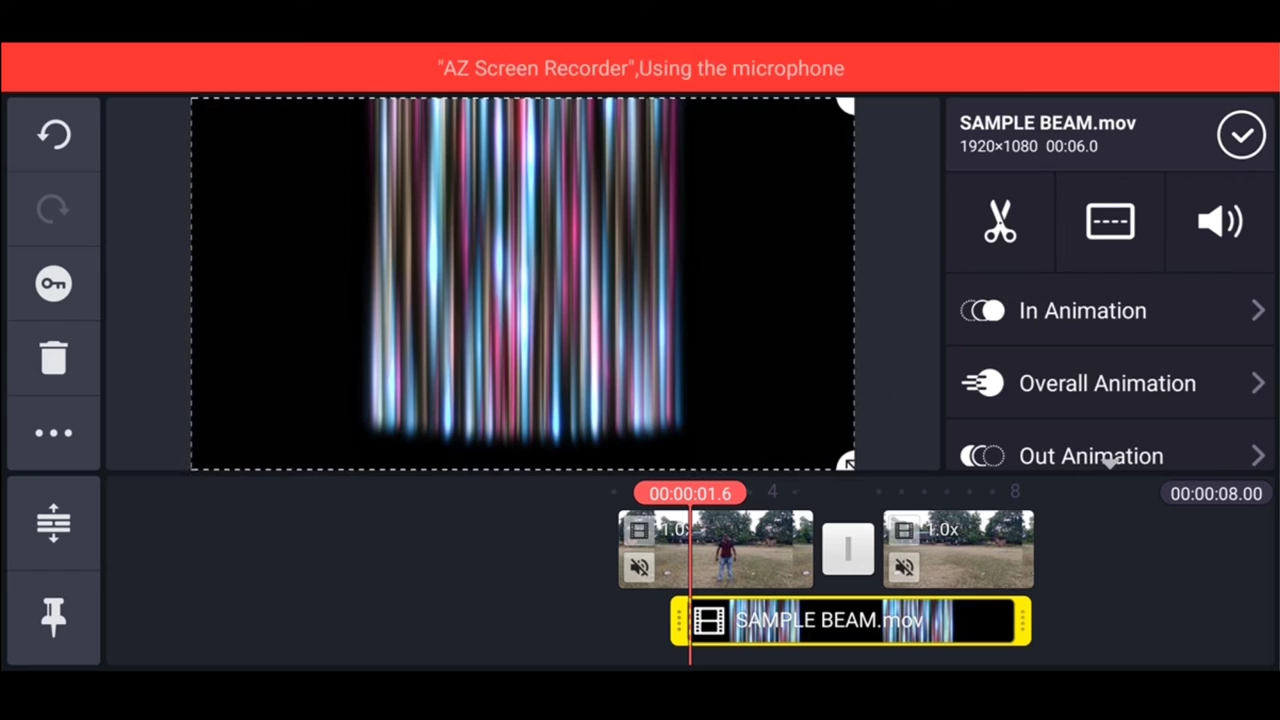 "AZ Screen Recorder",Using the microphone
SAMPLE BEAM.mov
1920×1080 00:06.0
In Animation
Overall Animation
Out Animation
00:00:01.6
4
8
00:00:08.00
1.0x
1.0x
SAMPLE BEAM.mov